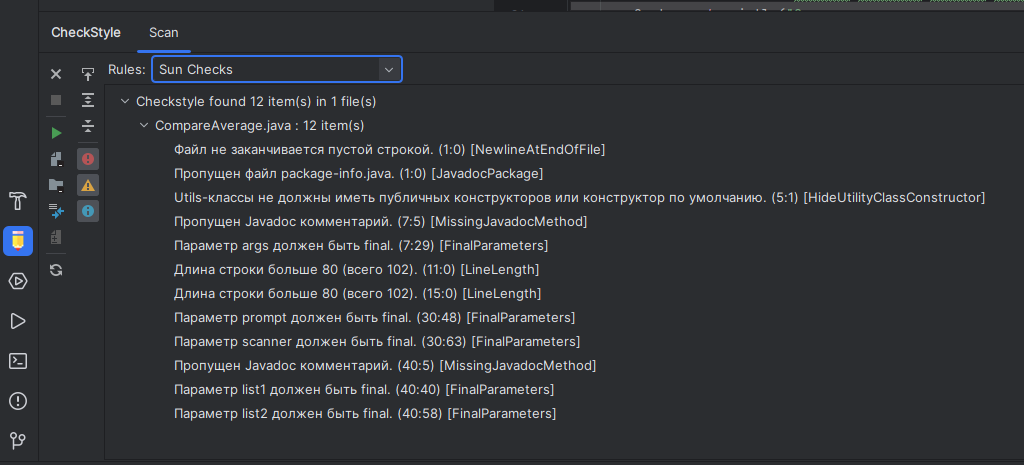 CheckStyle Scan
Rules: Sun Checks
Checkstyle found 12 item(s) in 1 file(s)
CompareAverage.java : 12 item(s)
Файл не заканчивается пустой строкой. (1:0) [NewlineAtEndOfFile]
Пропущен файл package-info.java. (1:0) [JavadocPackage]
Utils-классы не должны иметь публичных конструкторов или конструктор по умолчанию. (5:1) [HideUtilityClassConstructor]
Пропущен Javadoc комментарий. (7:5) [MissingJavadocMethod]
Параметр args должен быть final. (7:29) [FinalParameters]
Длина строки больше 80 (всего 102). (11:0) [LineLength]
Длина строки больше 80 (всего 102). (15:0) [LineLength]
Параметр prompt должен быть final. (30:48) [FinalParameters]
Параметр scanner должен быть final. (30:63) [FinalParameters]
Пропущен Javadoc комментарий. (40:5) [MissingJavadocMethod]
Параметр list1 должен быть final. (40:40) [FinalParameters]
Параметр list2 должен быть final. (40:58) [FinalParameters]